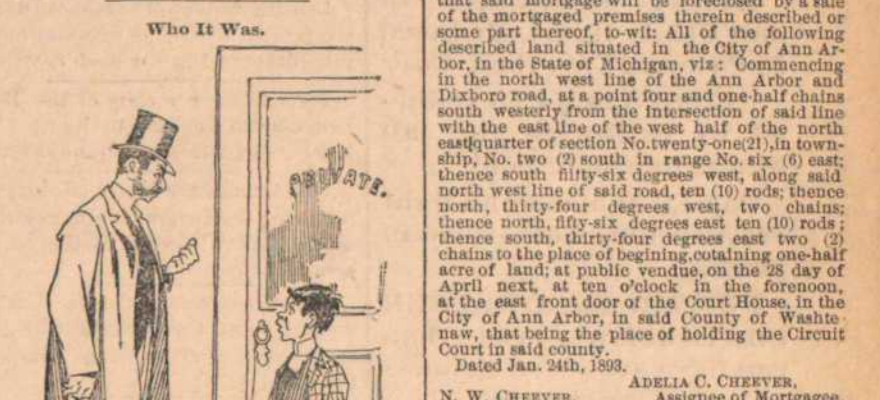 Who It Was.
PRIVATE.
that said mortgage will be foreclosed by a sale
of the mortgaged premises therein described or
some part thereof, to-wit: All of the following
described land situated in the City of Ann Ar-
bor, in the State of Michigan, viz: Commencing
in the north west line of the Ann Arbor and
Dixboro road, at a point four and one-half chains
south westerly from the intersection of said line
with the east line of the west half of the north
east quarter of section No.twenty-one(21),in town-
ship, No. two (2) south in range No. six (6) east;
thence south fiifty-six degrees west, along said
north west line of said road, ten (10) rods; thence
north, thirty-four degrees west, two chains;
thence north, fifty-six degrees east ten (10) rods;
thence south, thirty-four degrees east two (2)
chains to the place of begining,cotaining one-half
acre of land; at public vendue, on the 28 day of
April next, at ten o'clock in the forenoon,
at the east front door of the Court House, in the
City of Ann Arbor, in said County of Washte
naw, that being the place of holding the Circuit
Court in said county.
Dated Jan. 24th, 1893.
ADELIA C. CHEEVER,
N. W. CHEEVER, Assignee of Mortgagee.